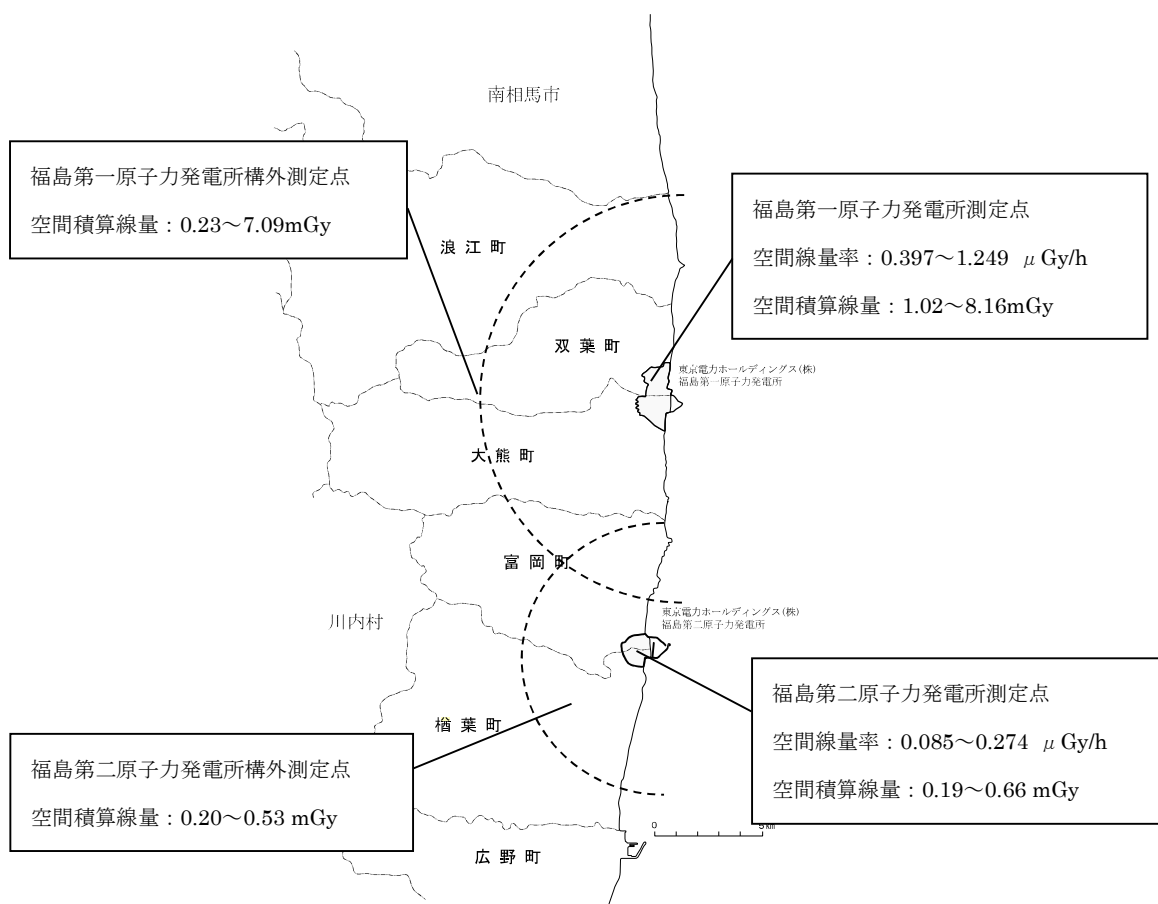 南相馬市
福島第一原子力発電所構外測定点
空間積算線量：0.23～7.09mGy
福島第一原子力発電所測定点
空間線量率：0.397～1.249 μGy/h
空間積算線量：1.02～8.16mGy
浪江町
双葉町
東京電力ホールディングス(株)
福島第一原子力発電所
大熊町
富岡町
川内村
東京電力ホールディングス(株)
福島第二原子力発電所
福島第二原子力発電所測定点
空間線量率：0.085～0.274 μGy/h
空間積算線量：0.19～0.66 mGy
楢葉町
福島第二原子力発電所構外測定点
空間積算線量：0.20～0.53 mGy
0 5km
広野町